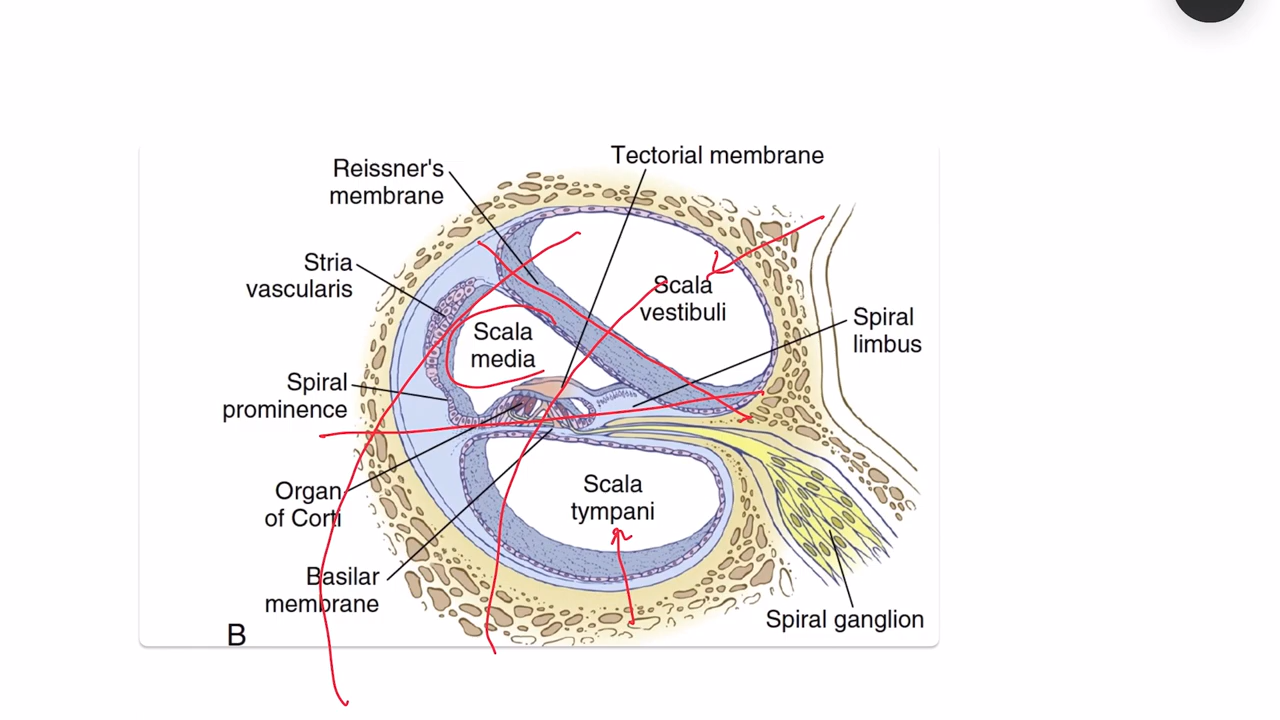 Tectorial membrane
Reissner's
membrane
Stria
vascularis
Scala
vestibuli
Spiral
limbus
Scala
media
Spiral
prominence
Organ
of Corti
Scala
tympani
Basilar
membrane
Spiral ganglion
B